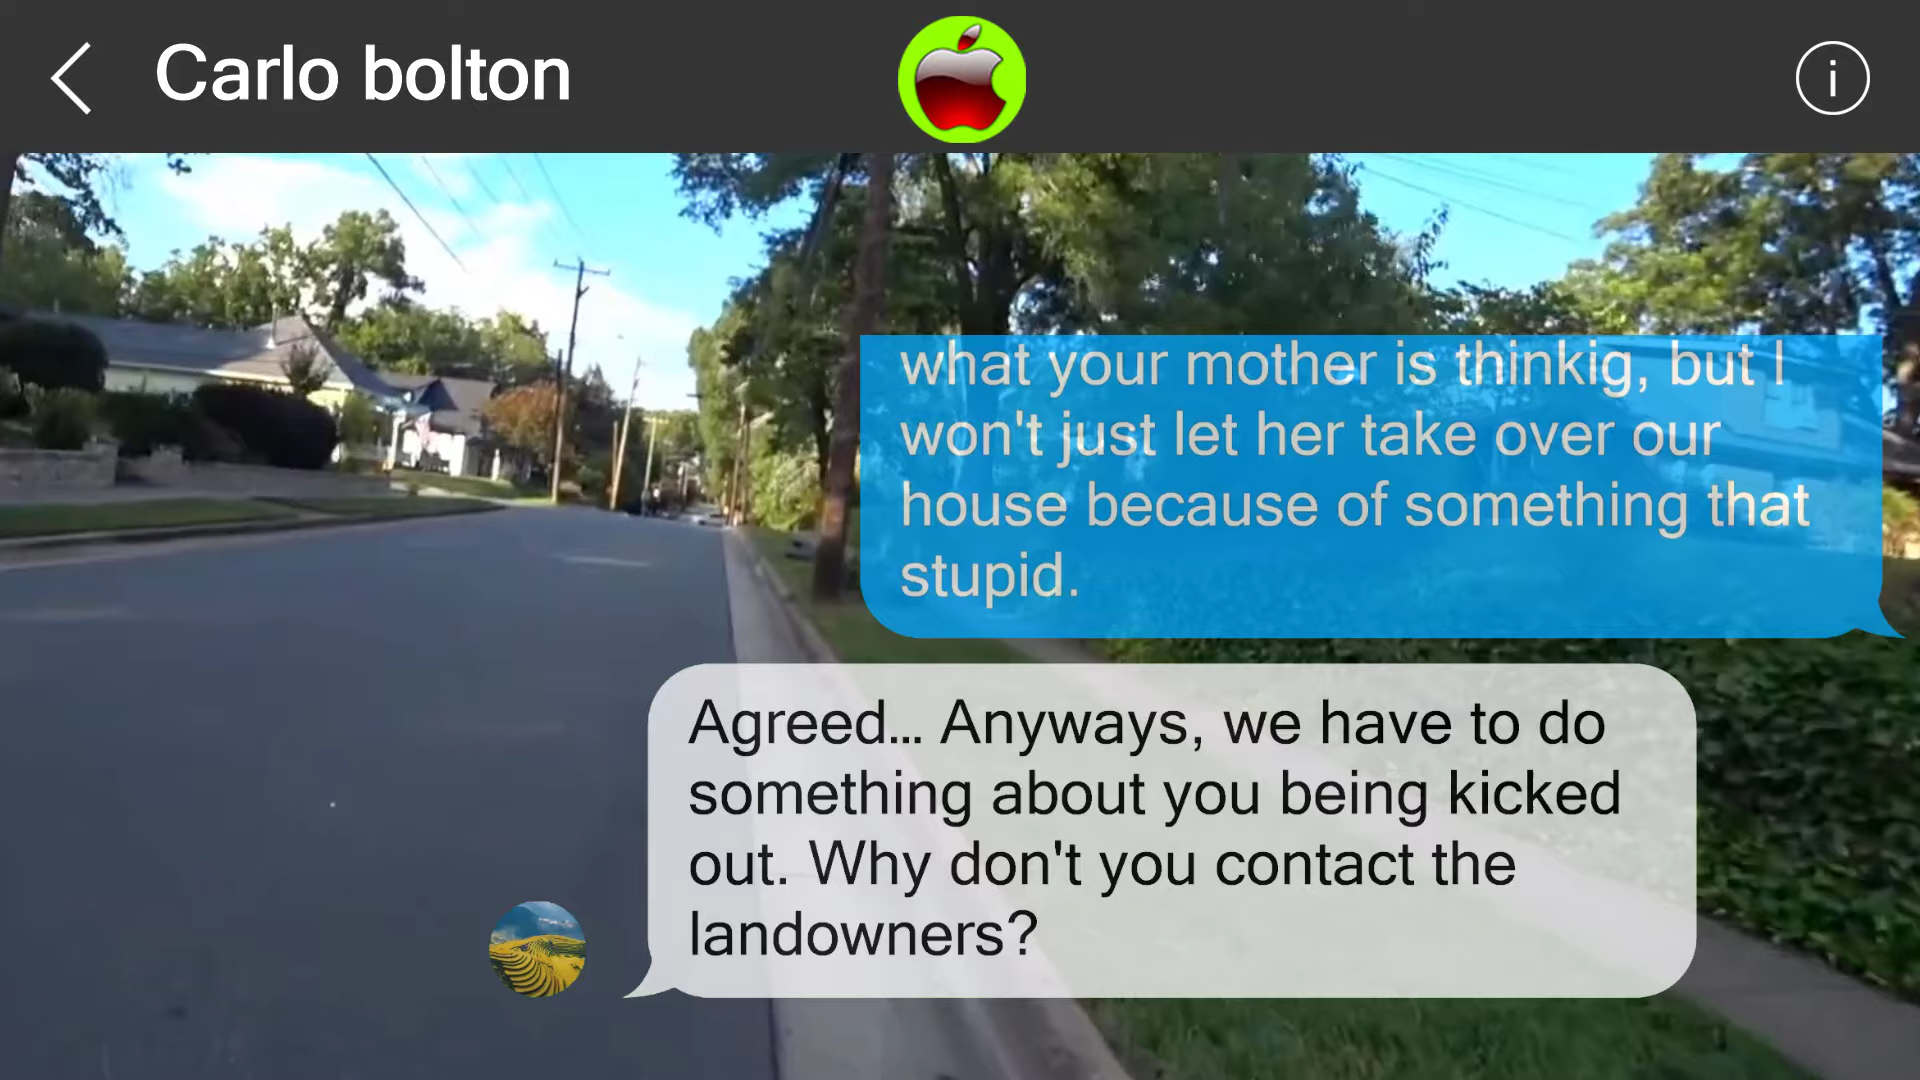 Carlo bolton
what your mother is thinkig, but I
won't just let her take over our
house because of something that
stupid.
Agreed... Anyways, we have to do
something about you being kicked
out. Why don't you contact the
landowners?